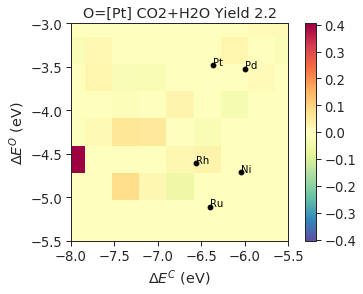 O=[Pt] CO2+H2O Yield 2.2
−3.0
−3.5
−4.0
−4.5
−5.0
−5.5
ΔE^O (eV)
Pt
Pd
Rh
Ni
Ru
−8.0 −7.5 −7.0 −6.5 −6.0 −5.5
ΔE^C (eV)
0.4
0.3
0.2
0.1
0.0
−0.1
−0.2
−0.3
−0.4